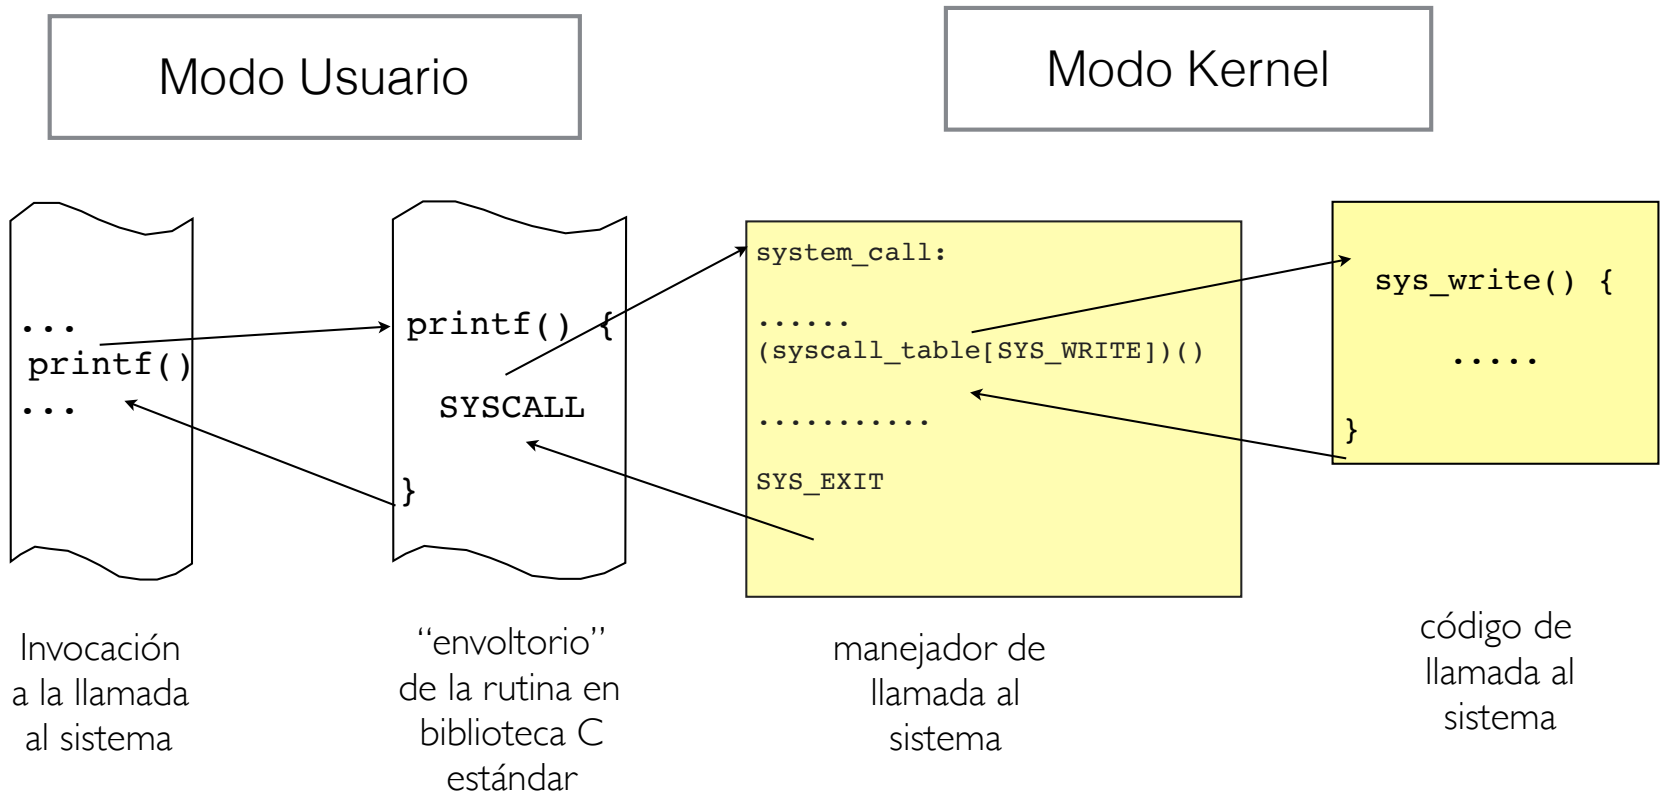 Modo Usuario
Modo Kernel
...
printf()
...
printf() {
SYSCALL
}
system_call:
......
(syscall_table[SYS_WRITE])()
...........
SYS_EXIT
sys_write() {
.....
}
Invocación
a la llamada
al sistema
“envoltorio”
de la rutina en
biblioteca C
estándar
manejador de
llamada al
sistema
código de
llamada al
sistema